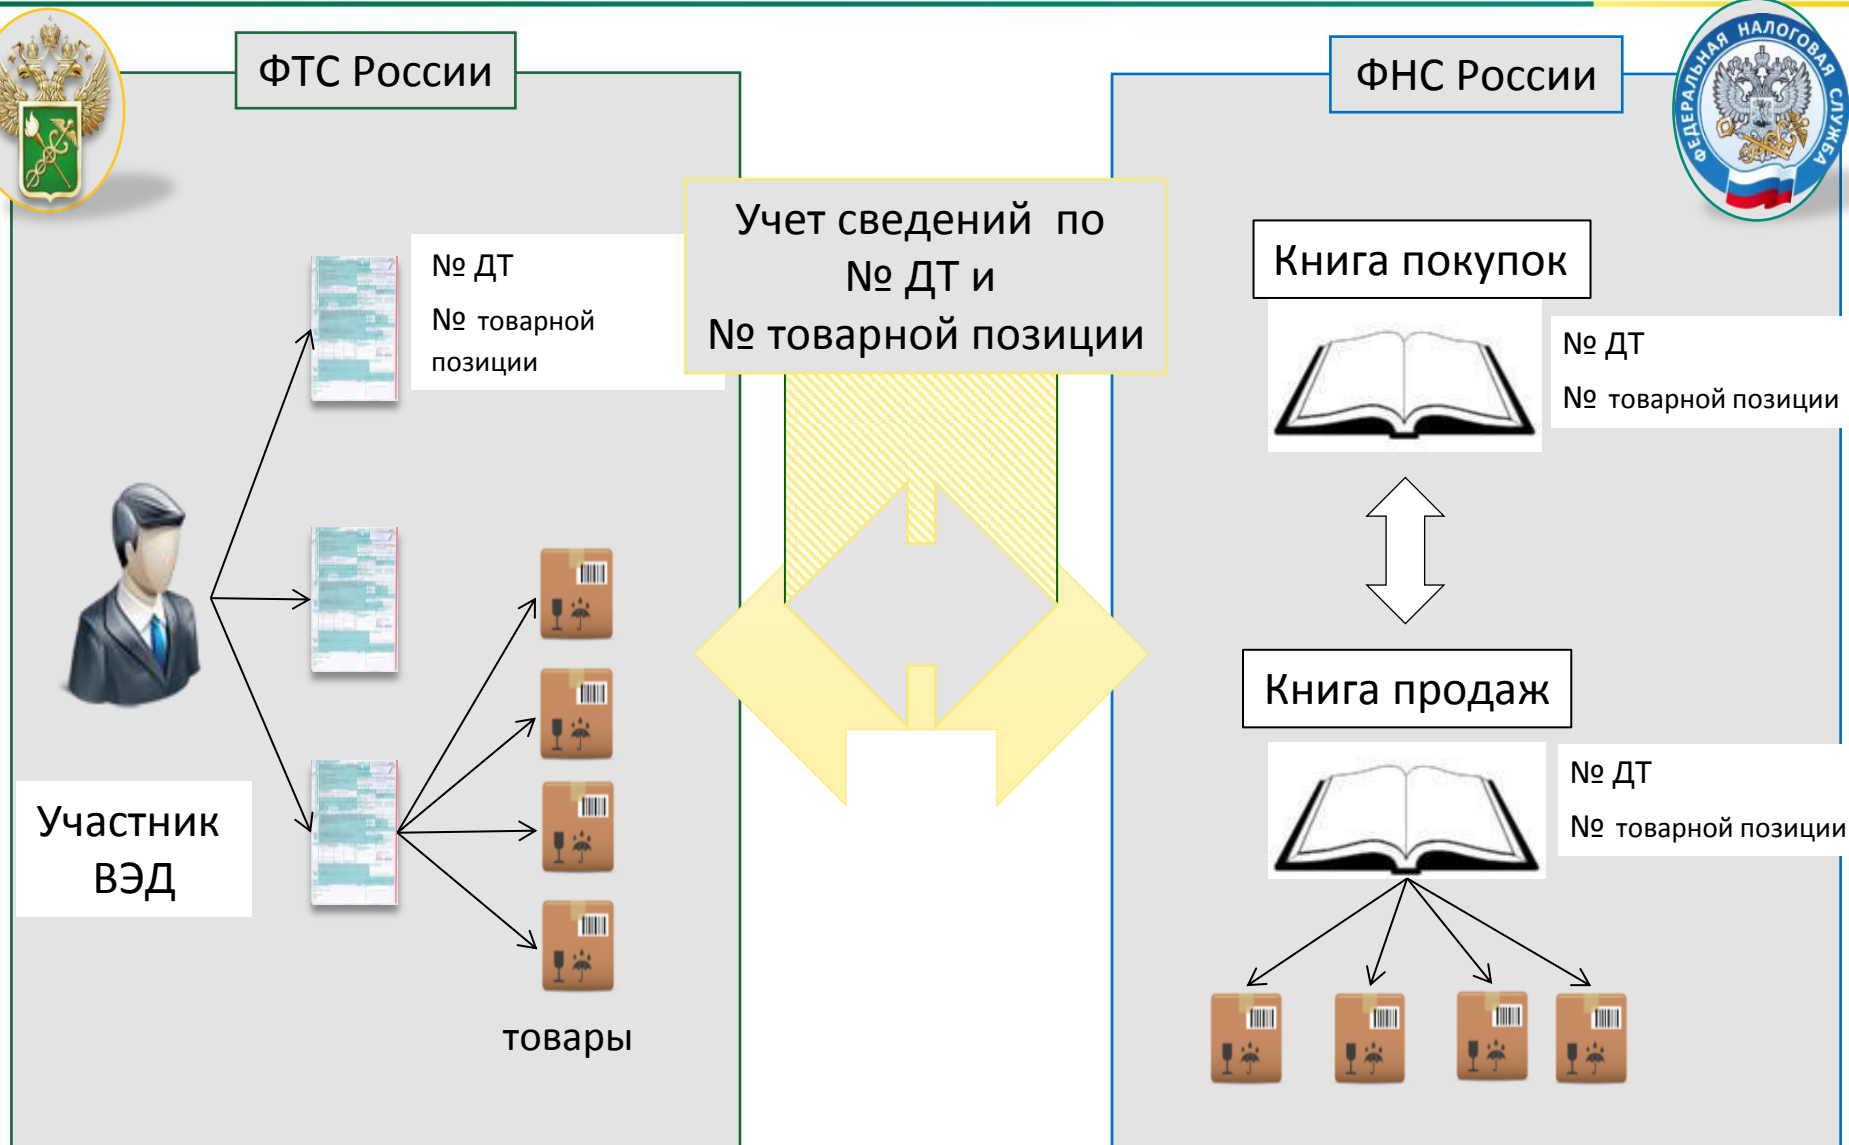 ФТС России
ФНС России
ФЕДЕРАЛЬНАЯ НАЛОГОВАЯ СЛУЖБА
Учет сведений по
№ ДТ и
№ товарной позиции
№ ДТ
№ товарной
позиции
Книга покупок
№ ДТ
№ товарной позиции
Участник
ВЭД
товары
Книга продаж
№ ДТ
№ товарной позиции